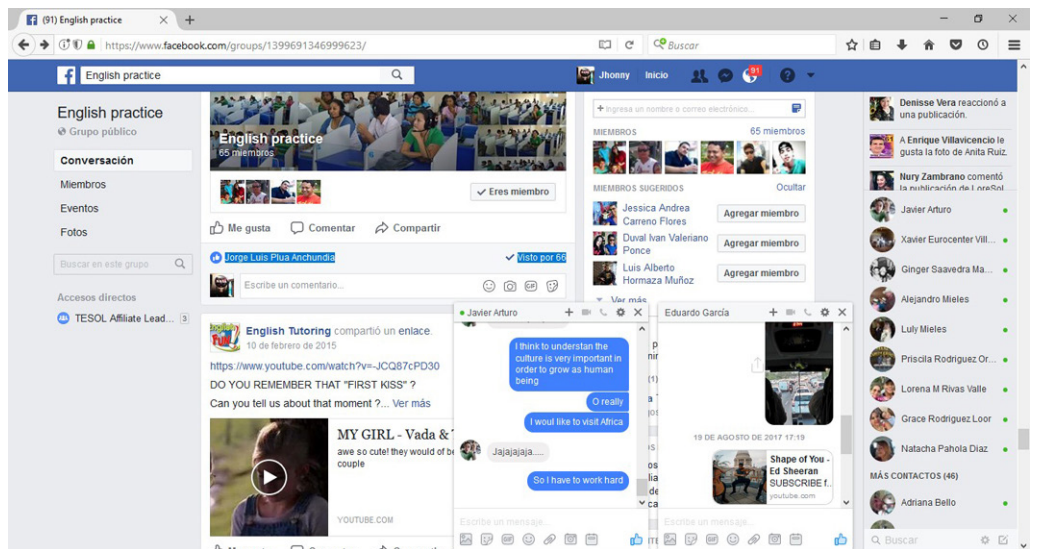 (91) English practice
https://www.facebook.com/groups/1399691346999623/
Buscar
English practice
Jhonny
Inicio
91
English practice
Grupo público
Conversación
Miembros
Eventos
Fotos
Buscar en este grupo
Accesos directos
TESOL Affiliate Lead... 3
English practice
65 miembros
Eres miembro
Me gusta
Comentar
Compartir
Jorge Luis Plua Anchundia
Visto por 66
Escribe un comentario...
GIF
English Tutoring compartió un enlace.
10 de febrero de 2015
https://www.youtube.com/watch?v=-JCQ87cPD30
DO YOU REMEMBER THAT "FIRST KISS" ?
Can you tell us about that moment ?... Ver más
MY GIRL - Vada &
awe so cute! they would of be
couple
YOUTUBE.COM
Ingresa un nombre o correo electrónico...
MIEMBROS
65 miembros
MIEMBROS SUGERIDOS
Ocultar
Jessica Andrea
Carreno Flores
Agregar miembro
Duval Ivan Valeriano
Ponce
Agregar miembro
Luis Alberto
Hormaza Muñoz
Agregar miembro
Ver más
Javier Arturo
I think to understan the
culture is very important in
order to grow as human
being
O really
I woul like to visit Africa
Jajajajaja.....
So I have to work hard
Escribe un mensaje...
GIF
Eduardo García
19 DE AGOSTO DE 2017 17:19
Shape of You -
Ed Sheeran
SUBSCRIBE f..
youtube.com
Escribe un mensaje...
GIF
Denisse Vera reaccionó a
una publicación.
A Enrique Villavicencio le
gusta la foto de Anita Ruiz.
Nury Zambrano comentó
la publicación de LoreSol
Javier Arturo
Xavier Eurocenter Vill...
Ginger Saavedra Ma...
Alejandro Mieles
Luly Mieles
Priscila Rodriguez Or...
Lorena M Rivas Valle
Grace Rodriguez Loor
Natacha Pahola Diaz
MÁS CONTACTOS (46)
Adriana Bello
Buscar